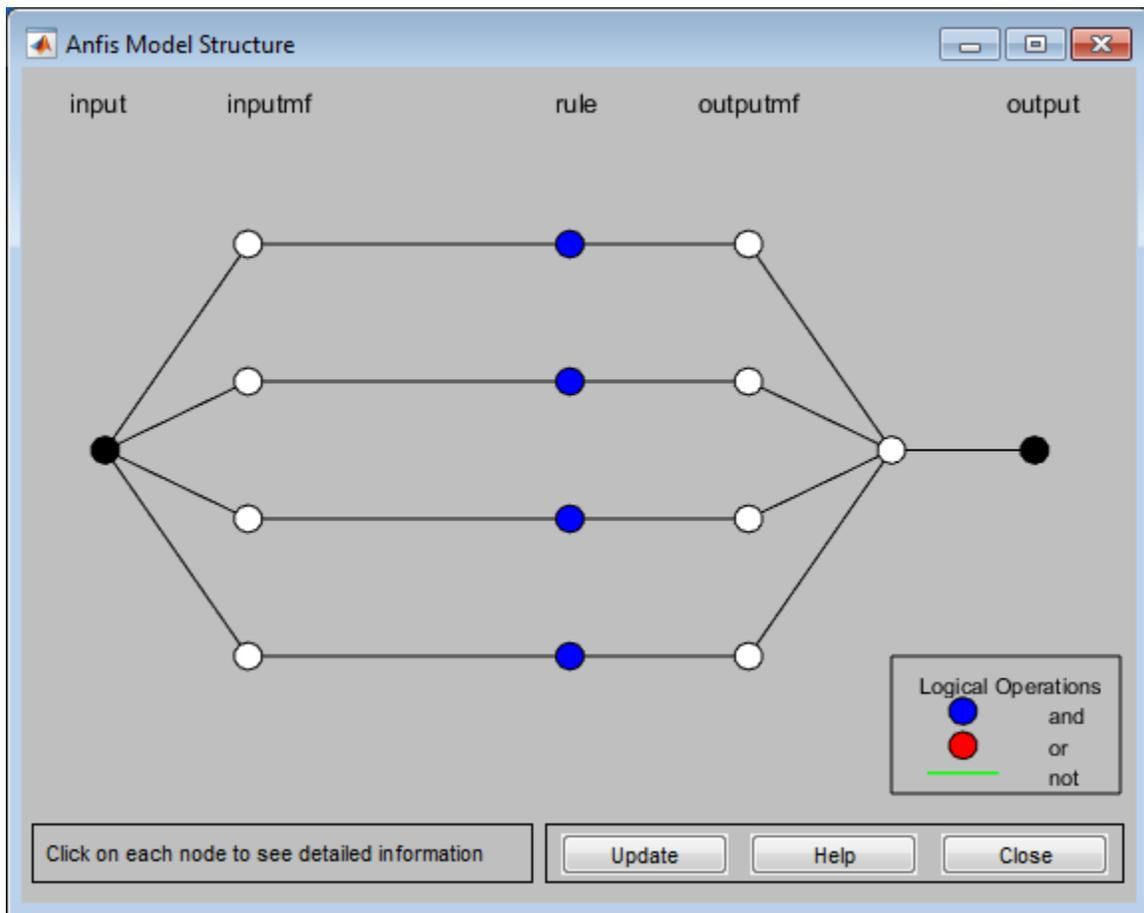 Anfis Model Structure
input inputmf rule outputmf output
Logical Operations
and
or
not
Click on each node to see detailed information
Update Help Close